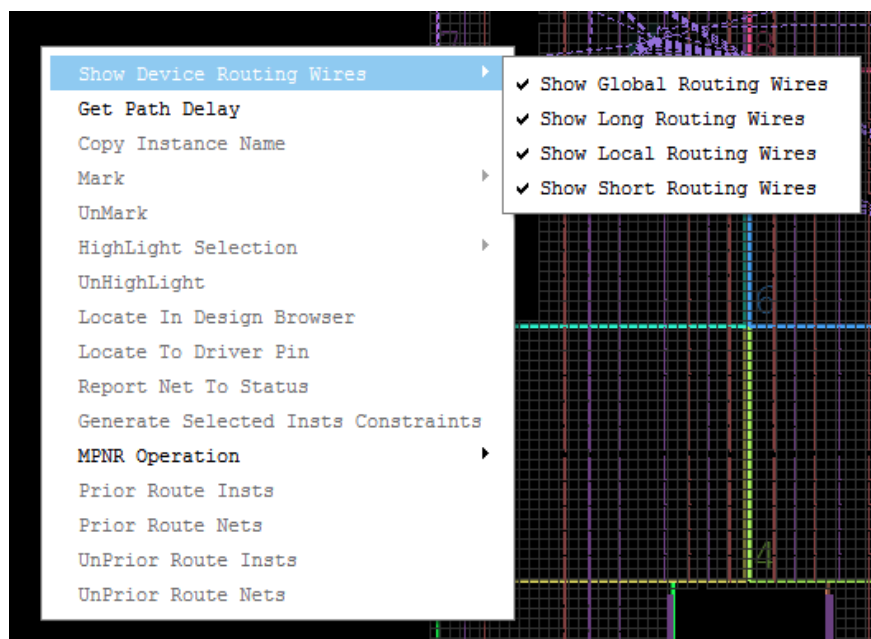 Show Device Routing Wires
Get Path Delay
Copy Instance Name
Mark
UnMark
HighLight Selection
UnHighLight
Locate In Design Browser
Locate To Driver Pin
Report Net To Status
Generate Selected Insts Constraints
MPNR Operation
Prior Route Insts
Prior Route Nets
UnPrior Route Insts
UnPrior Route Nets
Show Global Routing Wires
Show Long Routing Wires
Show Local Routing Wires
Show Short Routing Wires
7
8
6
4